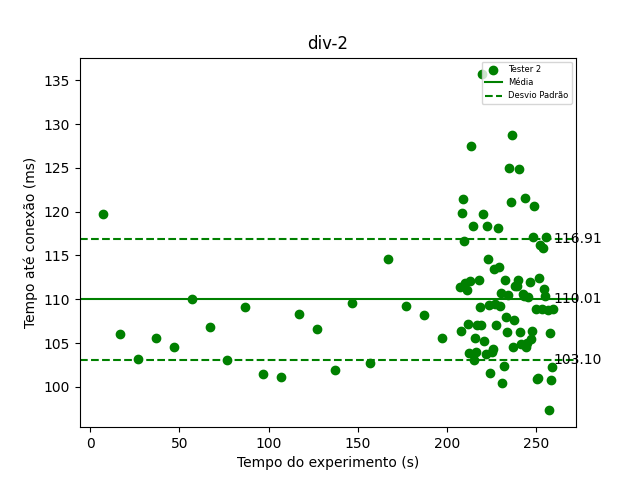 div-2
Tester 2
Média
Desvio Padrão
135
130
125
120
115
110
105
100
116.91
110.01
103.10
Tempo até conexão (ms)
0 50 100 150 200 250
Tempo do experimento (s)